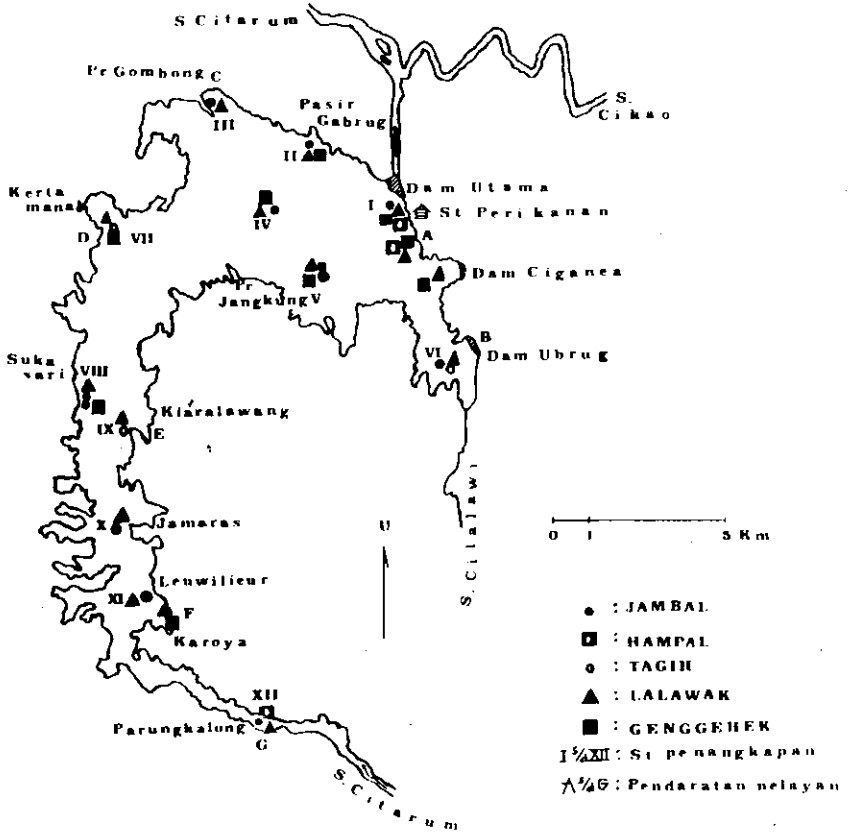 S Citarum
Pr Gombong C
III
Pasir
Gabrug
II
S.
Cikao
Dam Utama
I
St Perikanan
A
Kerta
manah
D
VII
IV
Pr
Jangkung V
Dam Ciganea
B
VI
Dam Ubrug
Suka
sari
VIII
Kiaralawang
IX
E
S. Cilalawi
X
Jamaras
U
0 1 5 Km
Leuwilieur
XI
F
Karoya
XII
Parungkalong
G
S. Citarum
: JAMBAL
: HAMPAL
: TAGIH
: LALAWAK
: GENGGEHEK
I s/d XII : St penangkapan
A s/d G : Pendaratan nelayan